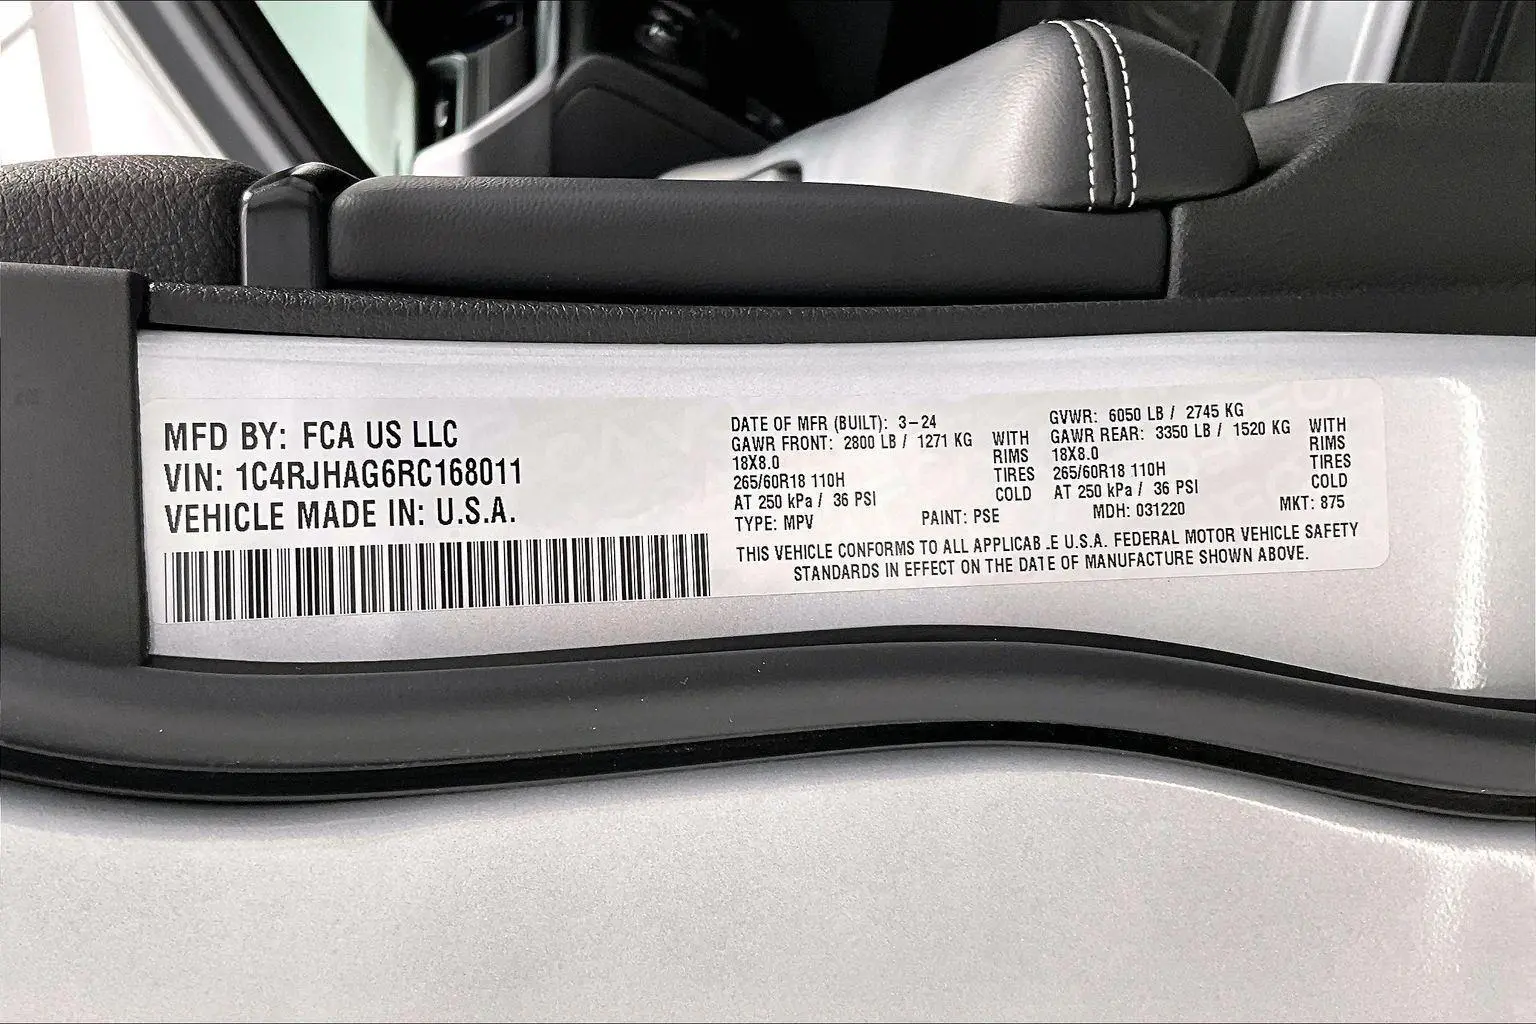 MFD BY: FCA US LLC
VIN: 1C4RJHAG6RC168011
VEHICLE MADE IN: U.S.A.
DATE OF MFR (BUILT): 3-24
GAWR FRONT: 2800 LB / 1271 KG WITH
18X8.0 RIMS
265/60R18 110H TIRES
AT 250 kPa / 36 PSI COLD
TYPE: MPV PAINT: PSE
GVWR: 6050 LB / 2745 KG
GAWR REAR: 3350 LB / 1520 KG WITH
18X8.0 RIMS
265/60R18 110H TIRES
AT 250 kPa / 36 PSI COLD
MDH: 031220 MKT: 875
THIS VEHICLE CONFORMS TO ALL APPLICAB.E U.S.A. FEDERAL MOTOR VEHICLE SAFETY
STANDARDS IN EFFECT ON THE DATE OF MANUFACTURE SHOWN ABOVE.